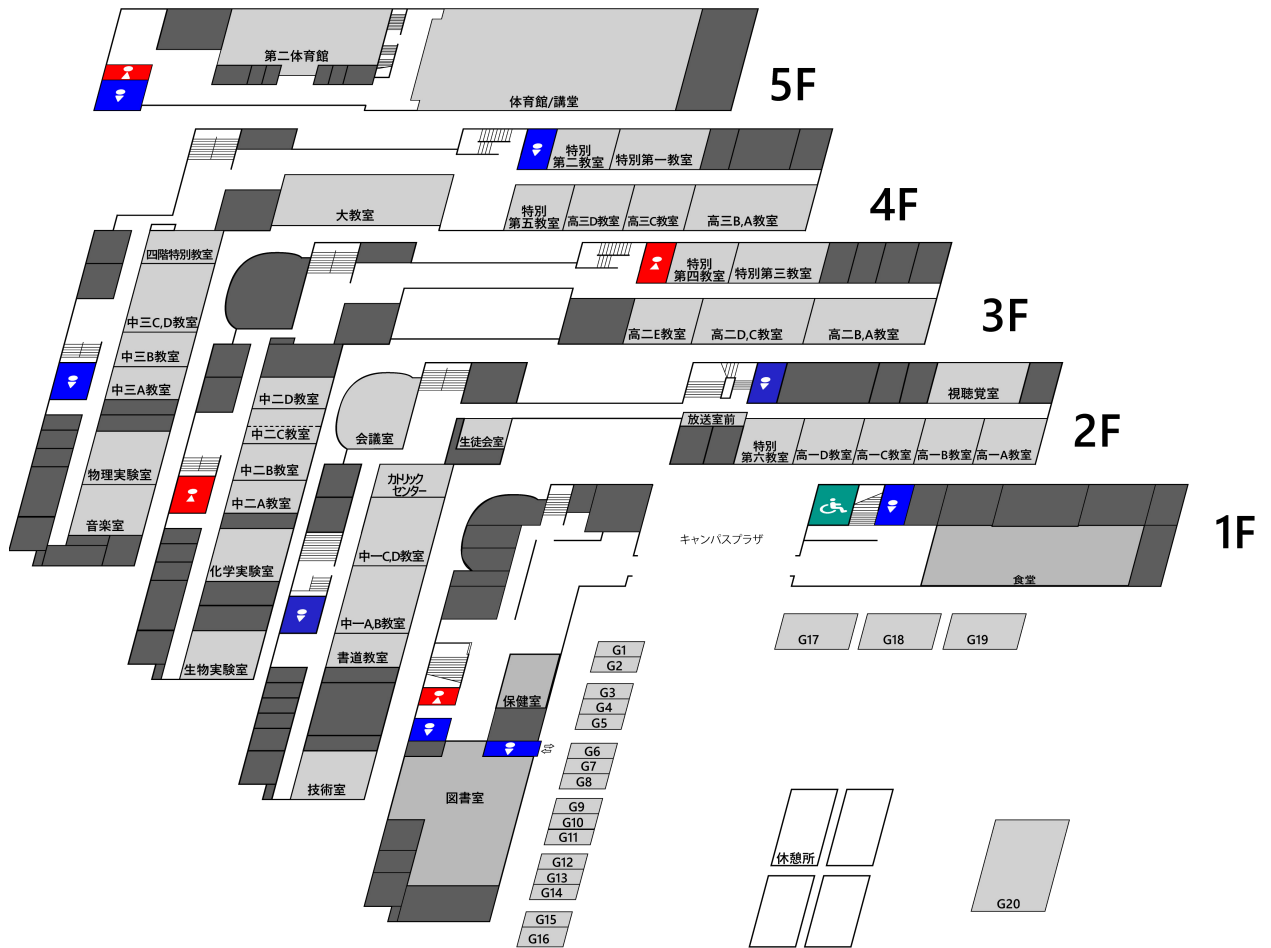 第二体育館
体育館/講堂
5F
特別
第二教室
特別第一教室
特別
第五教室
高三D教室
高三C教室
高三B,A教室
大教室
4F
四階特別教室
中三C,D教室
中三B教室
中三A教室
物理実験室
音楽室
特別
第四教室
特別第三教室
高二E教室
高二D,C教室
高二B,A教室
3F
中二D教室
中二C教室
中二B教室
中二A教室
化学実験室
生物実験室
会議室
生徒会室
放送室前
視聴覚室
特別
第六教室
高一D教室
高一C教室
高一B教室
高一A教室
2F
カトリック
センター
中一C,D教室
中一A,B教室
書道教室
技術室
キャンパスプラザ
食堂
1F
保健室
図書室
G1
G2
G3
G4
G5
G6
G7
G8
G9
G10
G11
G12
G13
G14
G15
G16
G17
G18
G19
休憩所
G20